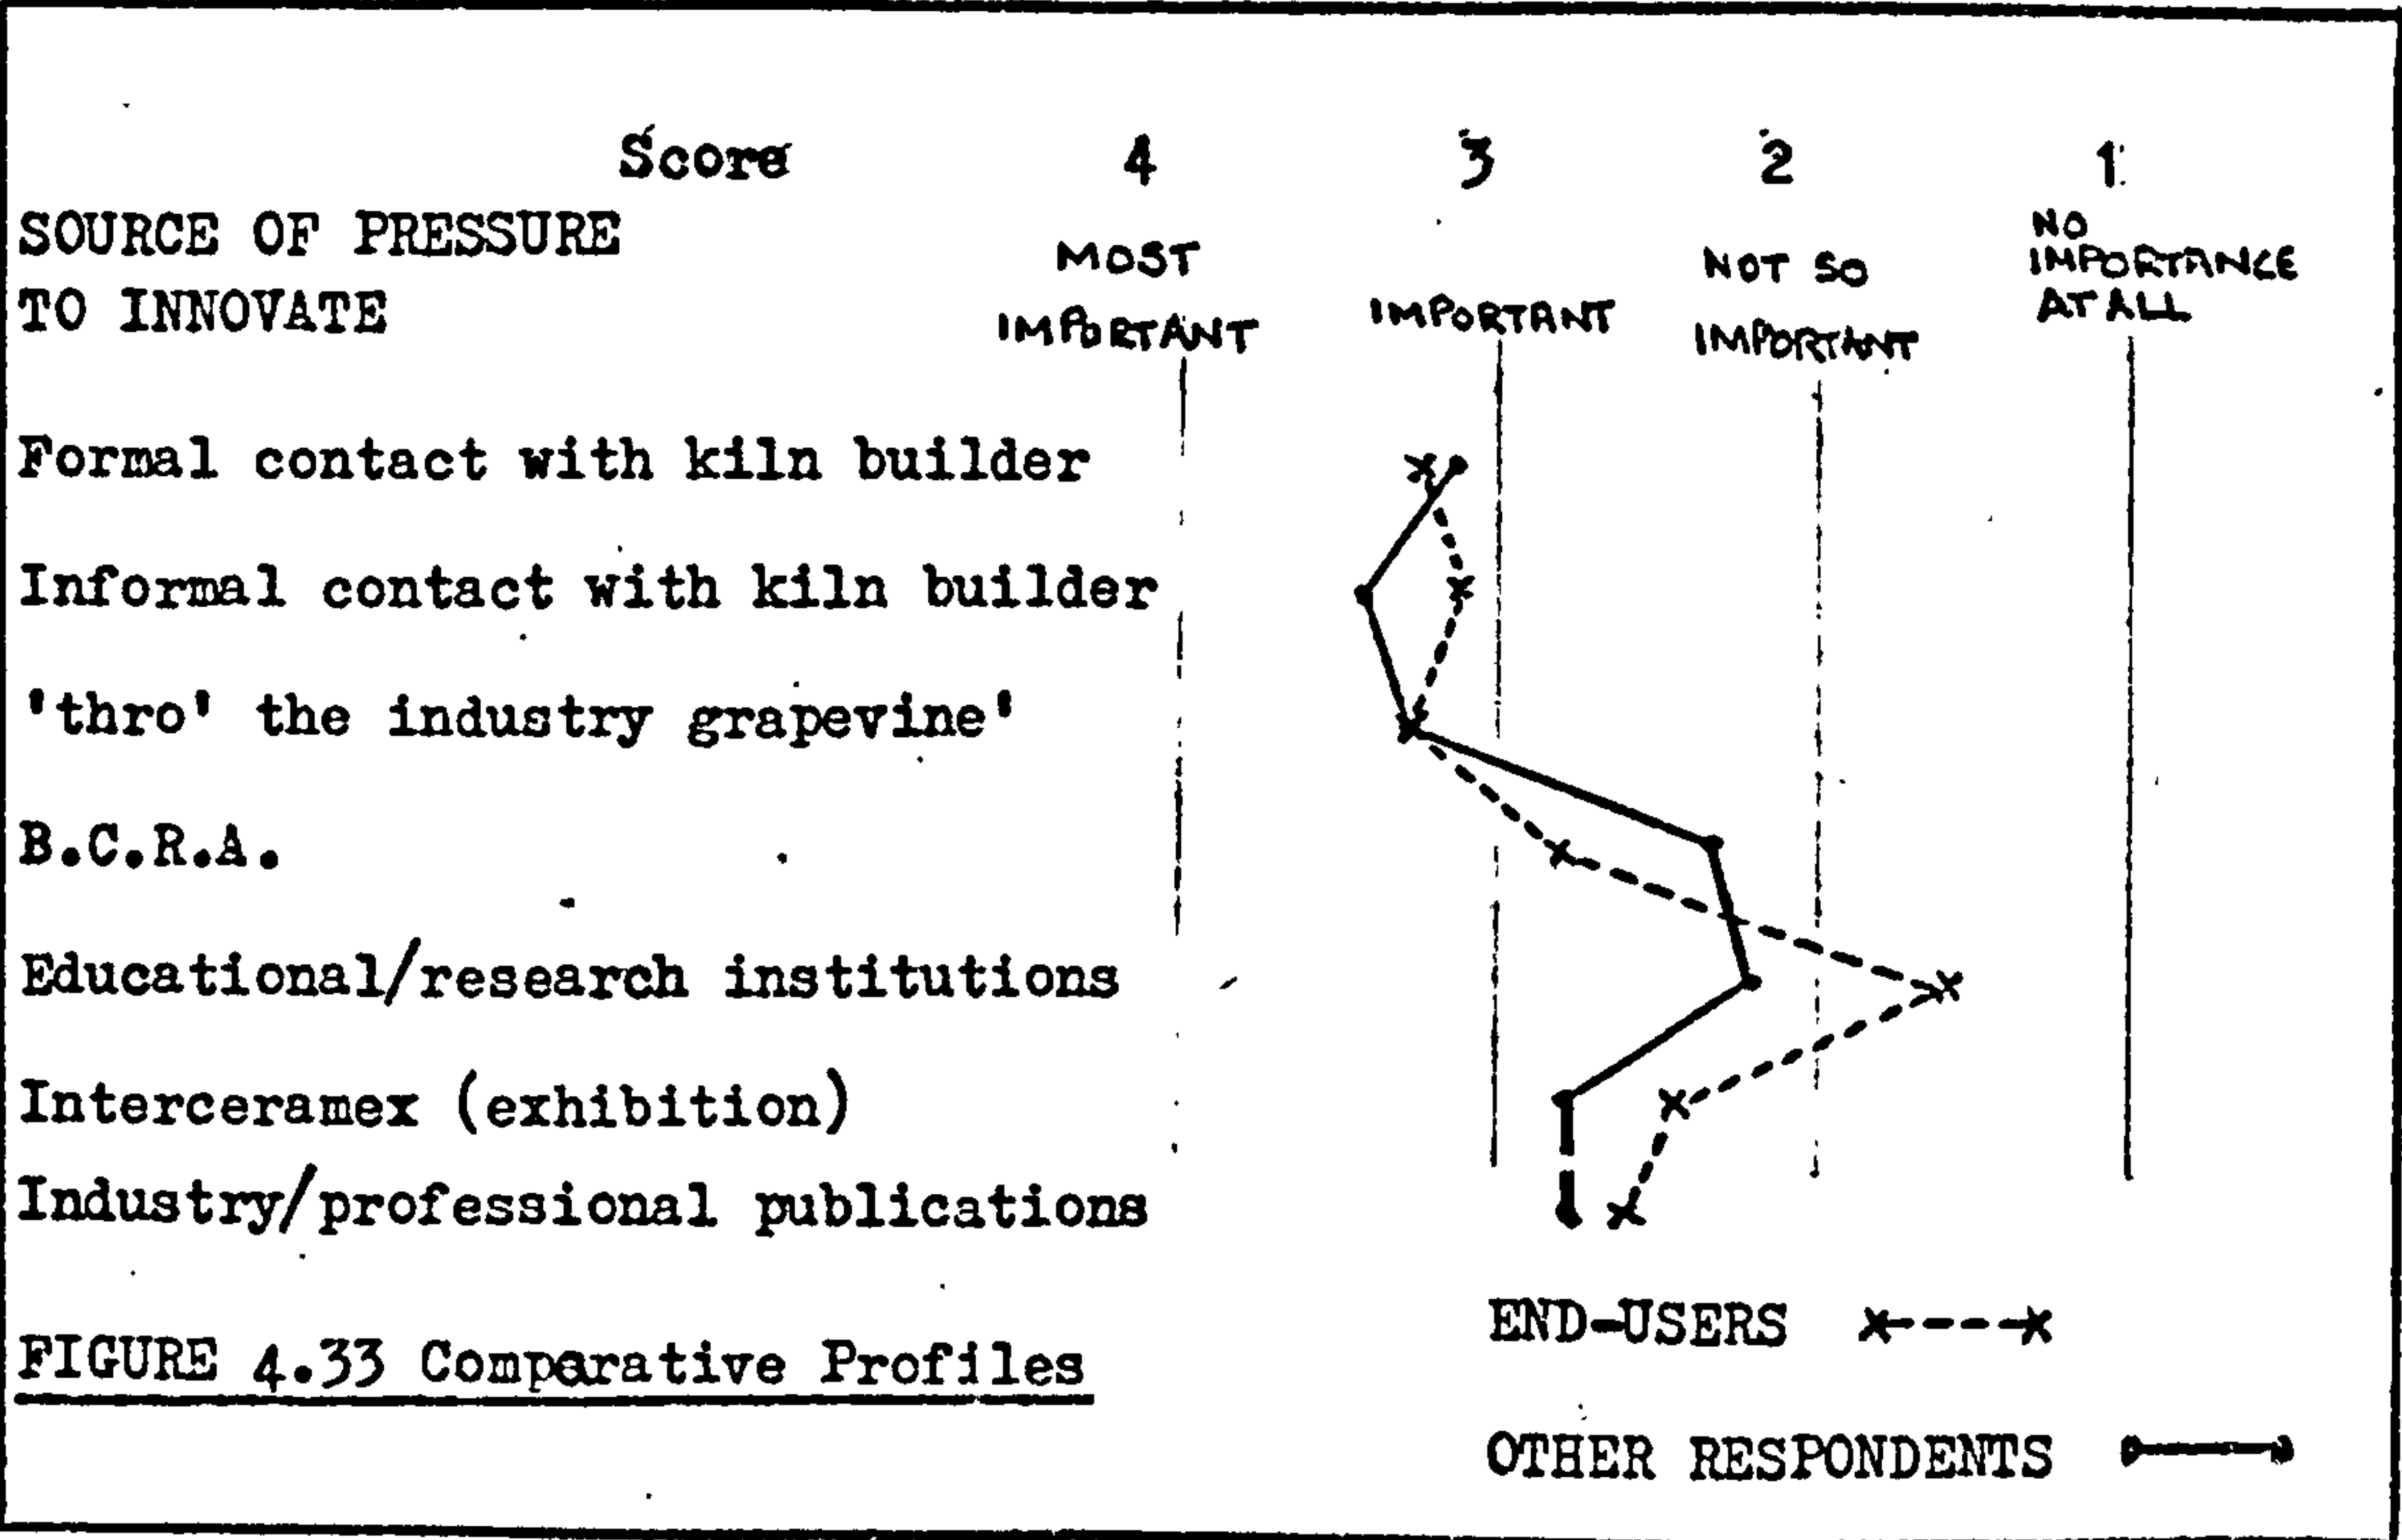 Score 4 3 2 1
SOURCE OF PRESSURE
TO INNOVATE
MOST
IMPORTANT
IMPORTANT
NOT SO
IMPORTANT
NO
IMPORTANCE
AT ALL
Formal contact with kiln builder
Informal contact with kiln builder
'thro' the industry grapevine'
B.C.R.A.
Educational/research institutions
Interceramex (exhibition)
Industry/professional publications
END-USERS
FIGURE 4.33 Comparative Profiles
OTHER RESPONDENTS